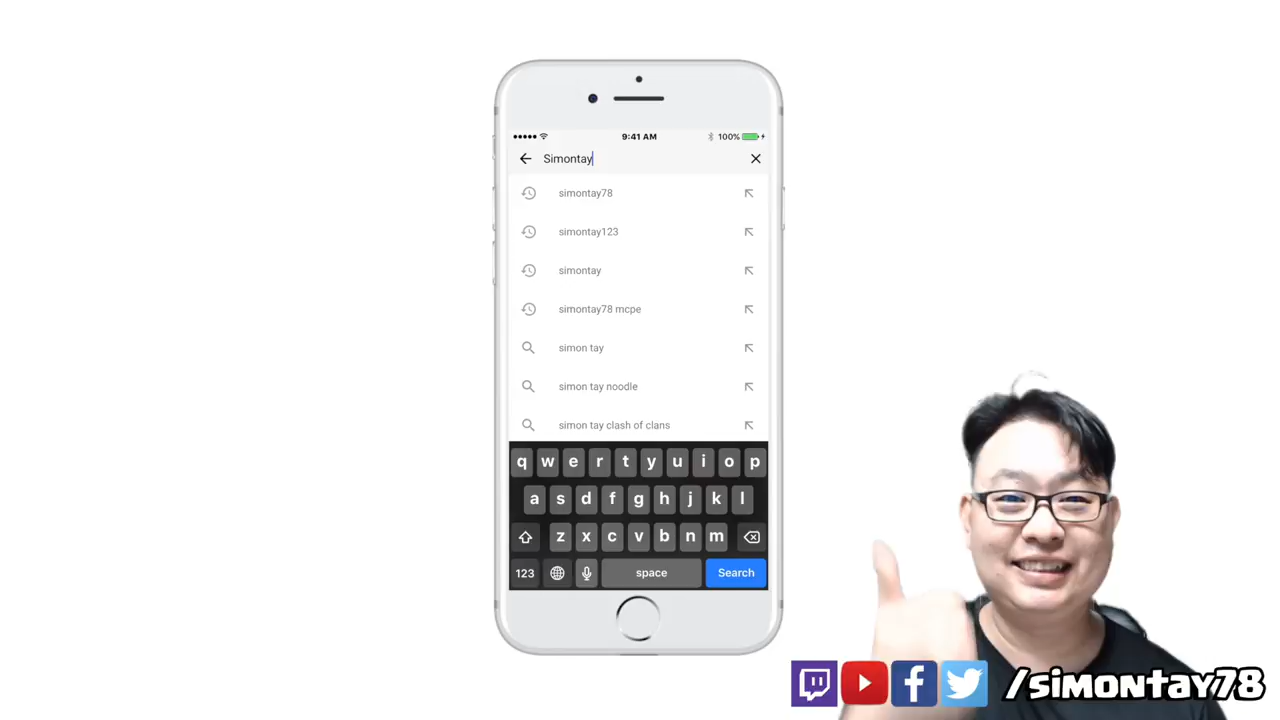 9:41 AM
100%
Simontay
simontay78
simontay123
simontay
simontay78 mcpe
simon tay
simon tay noodle
simon tay clash of clans
q w e r t y u i o p
a s d f g h j k l
z x c v b n m
123 space Search
/simontay78